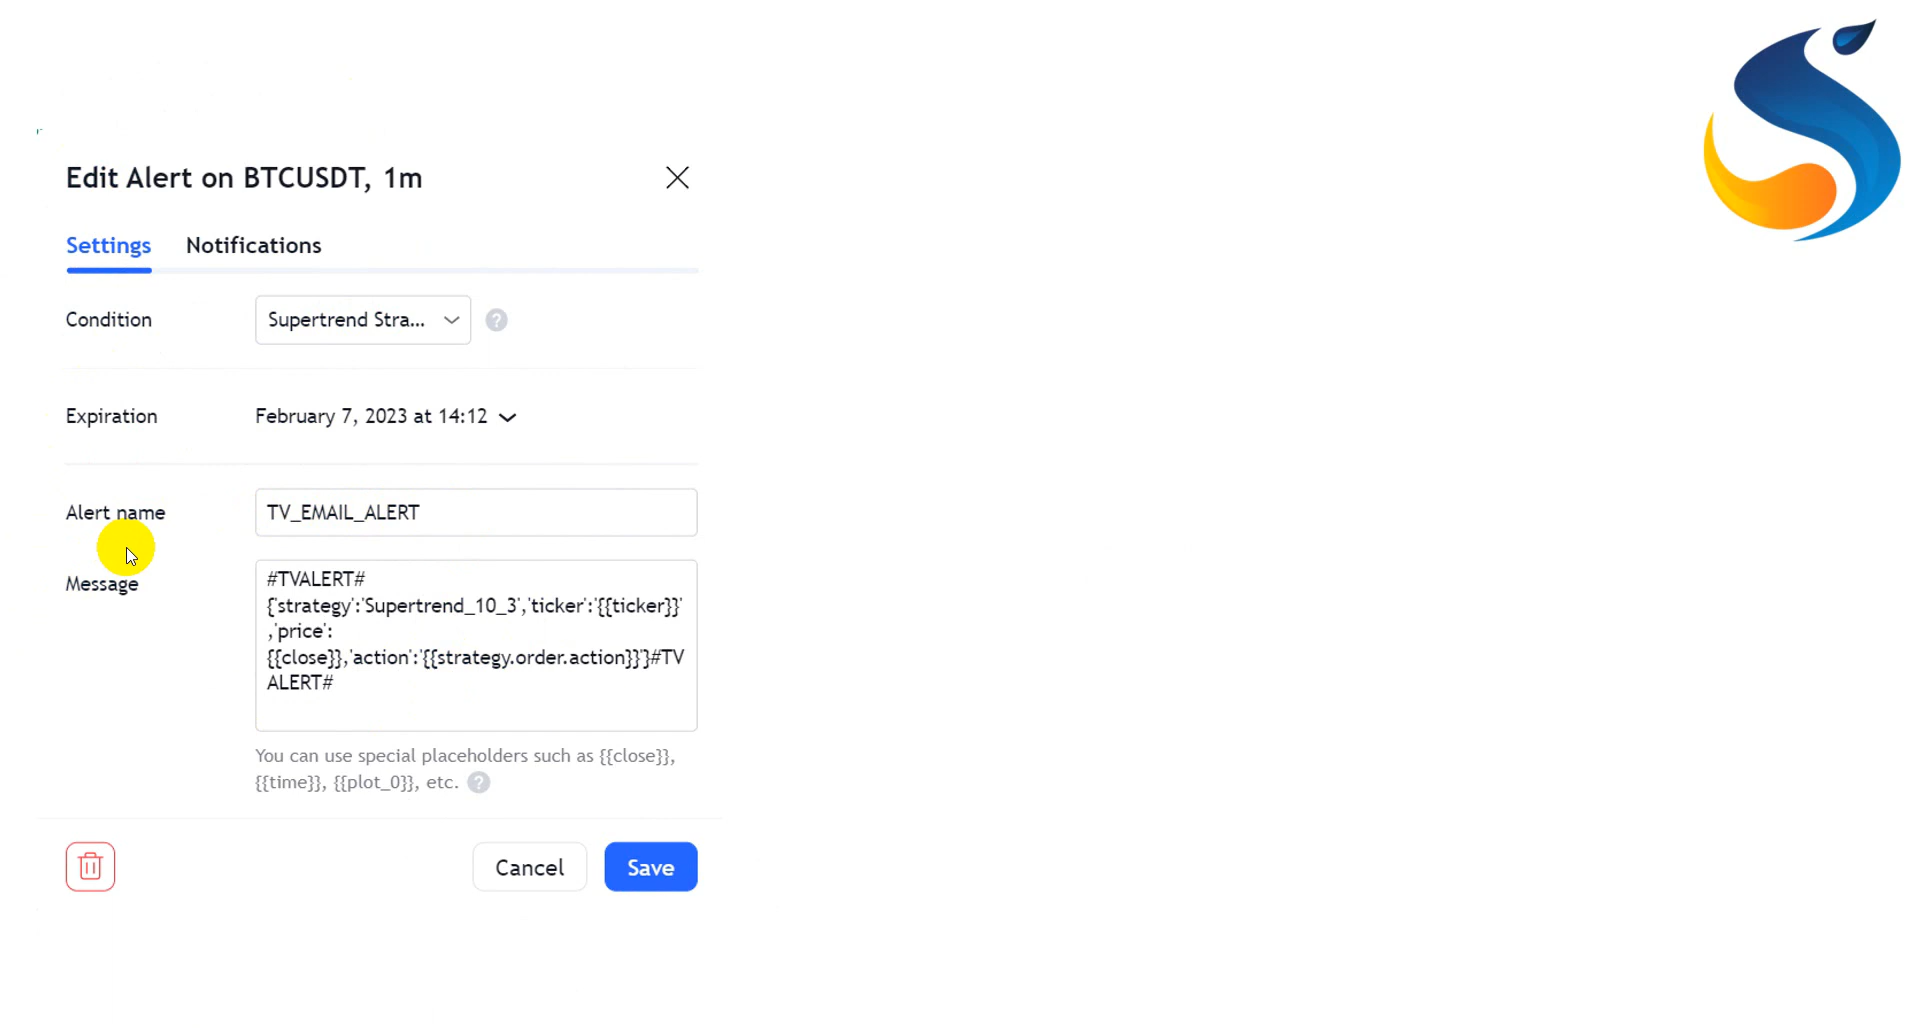 Edit Alert on BTCUSDT, 1m
Settings Notifications
Condition Supertrend Stra...
Expiration February 7, 2023 at 14:12
Alert name TV_EMAIL_ALERT
Message
#TVALERT#
{'strategy':'Supertrend_10_3','ticker':'{{ticker}}'
,'price':
{{close}},'action':'{{strategy.order.action}}'}#TV
ALERT#
You can use special placeholders such as {{close}},
{{time}}, {{plot_0}}, etc.
Cancel Save